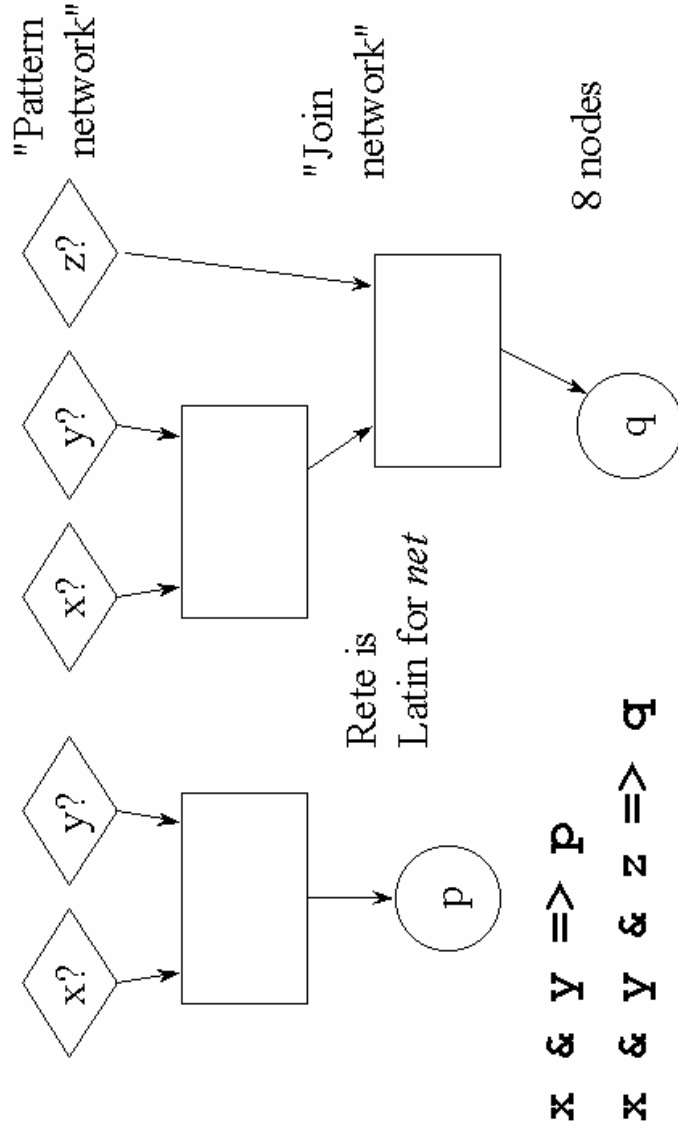 x?
y?
x?
y?
z?
"Pattern
network"
"Join
network"
Rete is
Latin for net
p
q
8 nodes
x & y => p
x & y & z => q